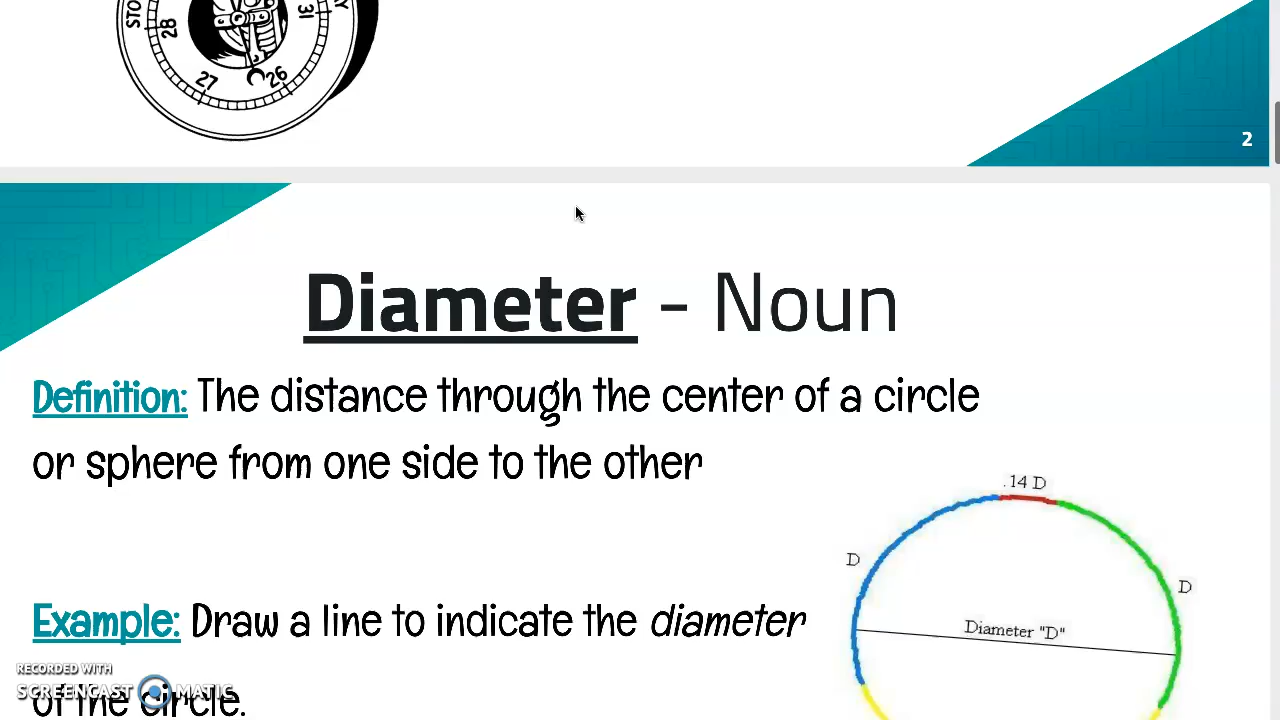 STO
28
31
27
26
2
Diameter - Noun
Definition: The distance through the center of a circle
or sphere from one side to the other
.14 D
D
D
Diameter "D"
Example: Draw a line to indicate the diameter
of the circle.
RECORDED WITH
SCREENCAST MATIC